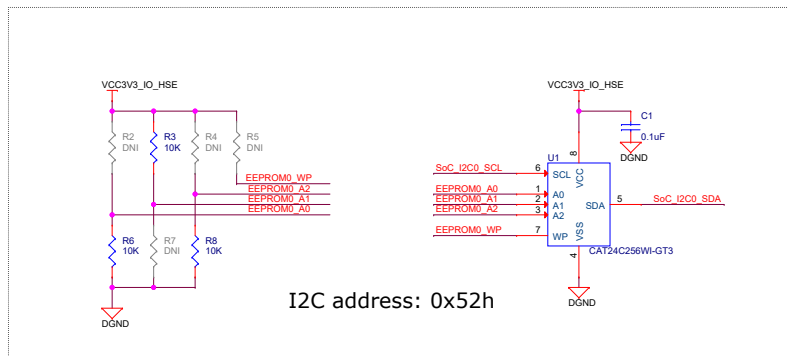 VCC3V3_IO_HSE
R2
DNI
R3
10K
R4
DNI
R5
DNI
EEPROM0_WP
EEPROM0_A2
EEPROM0_A1
EEPROM0_A0
R6
10K
R7
DNI
R8
10K
DGND
VCC3V3_IO_HSE
C1
0.1uF
DGND
U1
SoC_I2C0_SCL
6
SCL
8
VCC
EEPROM0_A0
1
A0
EEPROM0_A1
2
A1
EEPROM0_A2
3
A2
SDA
5
SoC_I2C0_SDA
EEPROM0_WP
7
WP
VSS
4
CAT24C256WI-GT3
DGND
I2C address: 0x52h